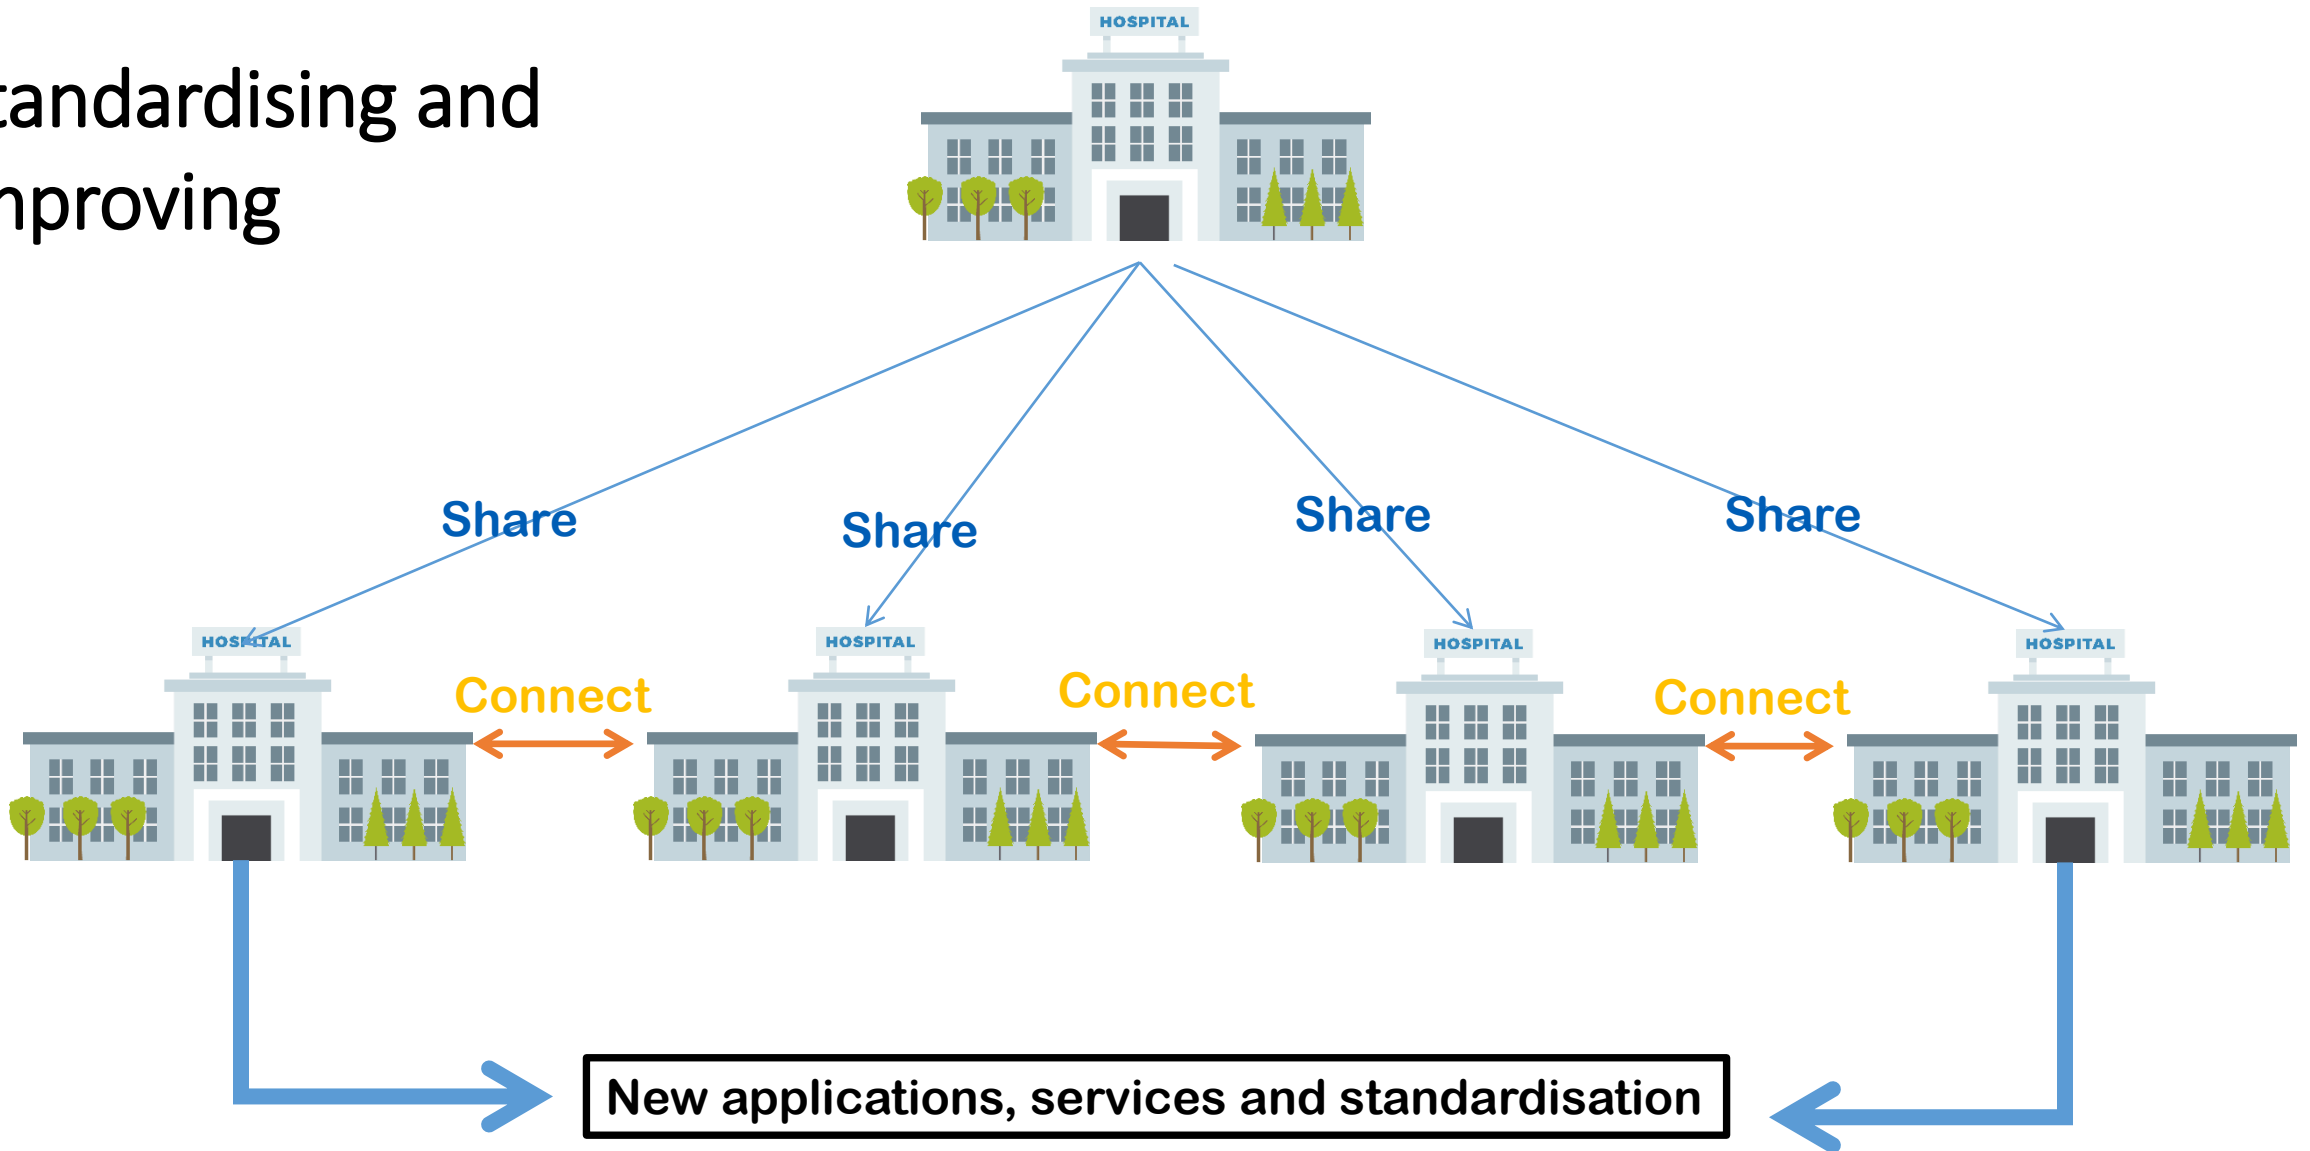 HOSPITAL
tandardising and
nproving
Share
Share
Share
Share
HOSPITAL
HOSPITAL
HOSPITAL
HOSPITAL
Connect
Connect
Connect
New applications, services and standardisation